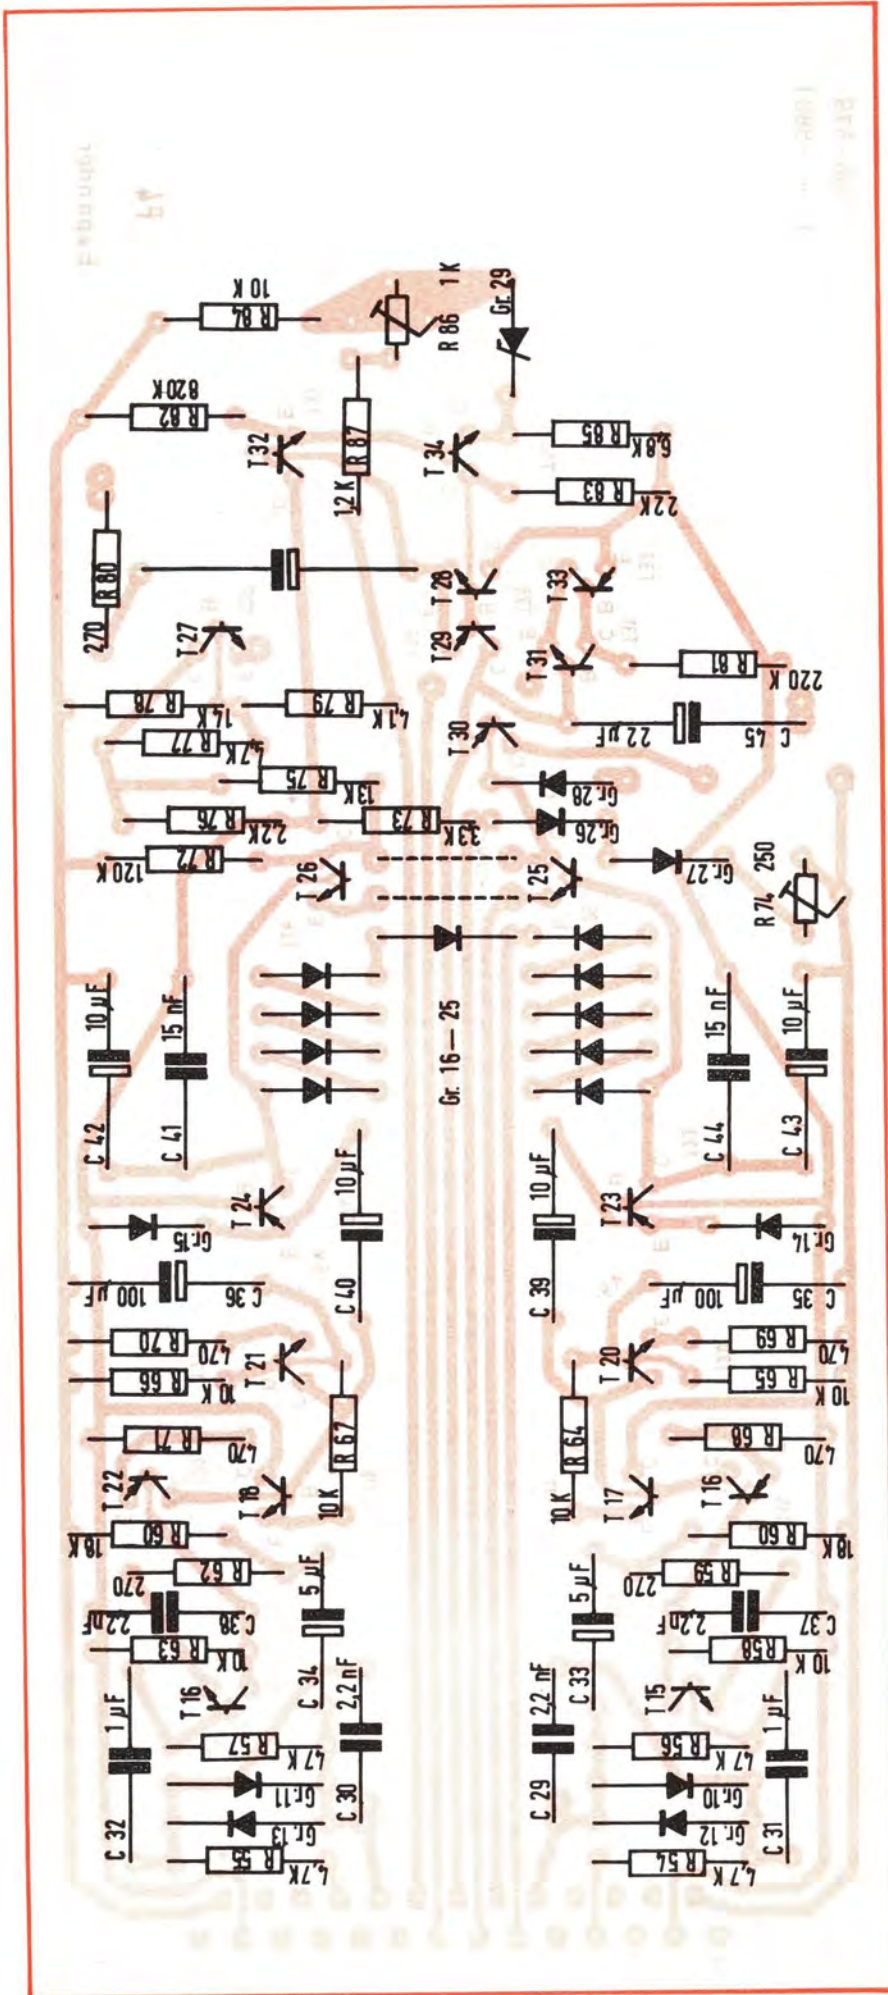 Expander
P4
10 K
R 84
R 86
1 K
Gr. 29
820 K
R 82
T 32
R 87
1,2 K
T 34
R 85
6,8 K
R 83
22 K
R 80
270
T 27
T 28
T 29
T 33
T 31
R 81
220 K
R 78
14 K
R 79
4,1 K
R 77
4,7 K
T 30
22 µF
C 45
R 75
13 K
R 76
2,2 K
R 73
3,3 K
Gr. 28
Gr. 26
R 72
120 K
T 26
T 25
Gr. 27
R 74
250
10 µF
C 42
15 nF
C 41
Gr. 16 – 25
15 nF
C 44
10 µF
C 43
T 24
Gr. 15
10 µF
C 40
10 µF
C 39
T 23
Gr. 14
100 µF
C 36
100 µF
C 35
R 70
470
R 66
10 K
T 21
T 20
R 69
470
R 65
10 K
R 71
470
R 67
10 K
R 64
10 K
R 68
470
T 22
T 18
T 17
T 16
18 K
R 60
R 60
18 K
R 62
270
R 59
270
2,2 nF
C 38
5 µF
C 34
5 µF
C 33
2,2 nF
C 37
R 63
10 K
R 58
10 K
T 16
T 15
1 µF
C 32
2,2 nF
C 30
2,2 nF
C 29
1 µF
C 31
R 57
47 K
R 56
47 K
Gr. 11
Gr. 10
Gr. 13
Gr. 12
R 55
4,7 K
R 54
4,7 K